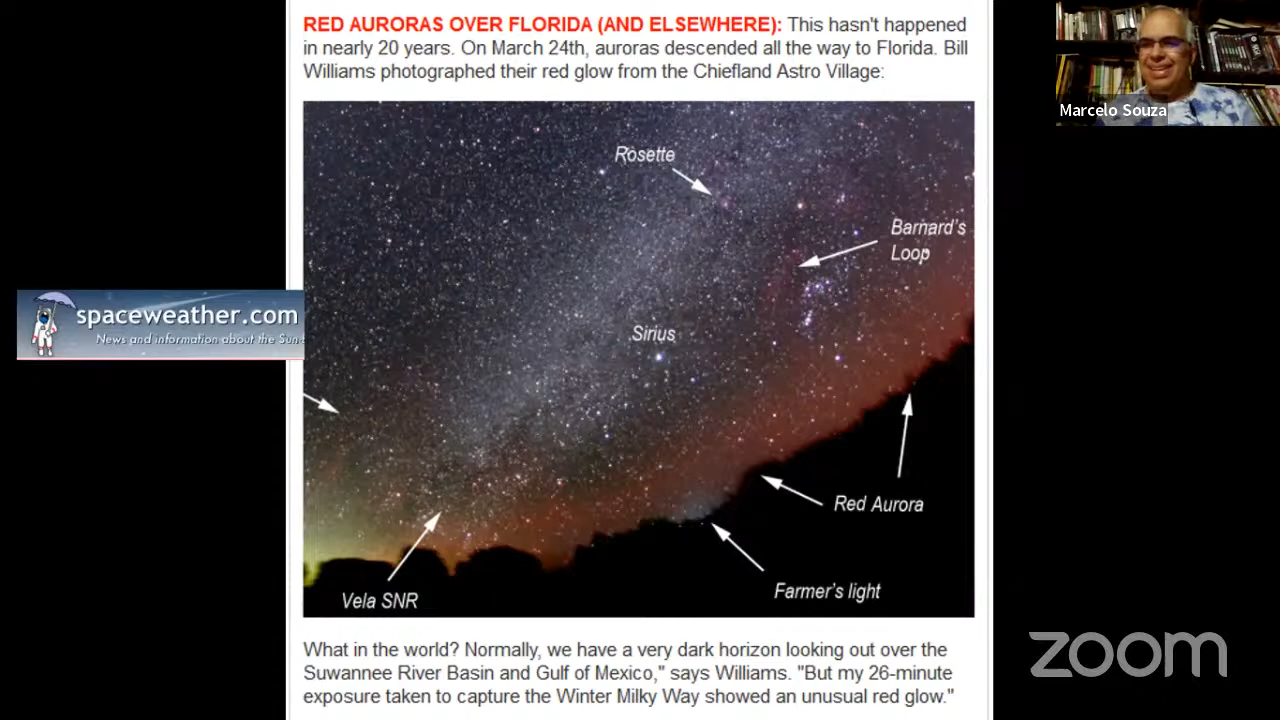 RED AURORAS OVER FLORIDA (AND ELSEWHERE): This hasn't happened
in nearly 20 years. On March 24th, auroras descended all the way to Florida. Bill
Williams photographed their red glow from the Chiefland Astro Village:
Marcelo Souza
Rosette
Barnard's
Loop
spaceweather.com
News and information about the Sun
Sirius
Red Aurora
Farmer's light
Vela SNR
What in the world? Normally, we have a very dark horizon looking out over the
Suwannee River Basin and Gulf of Mexico," says Williams. "But my 26-minute
exposure taken to capture the Winter Milky Way showed an unusual red glow."
zoom